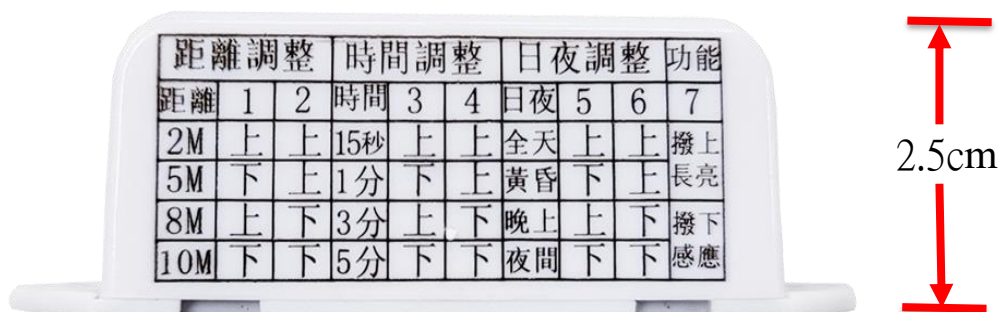 距離調整 時間調整 日夜調整 功能
距離 1 2 時間 3 4 日夜 5 6 7
2M 上 上 15秒 上 上 全天 上 上 撥上
5M 下 上 1分 下 上 黃昏 下 上 長亮
8M 上 下 3分 上 下 晚上 上 下 撥下
10M 下 下 5分 下 下 夜間 下 下 感應
2.5cm